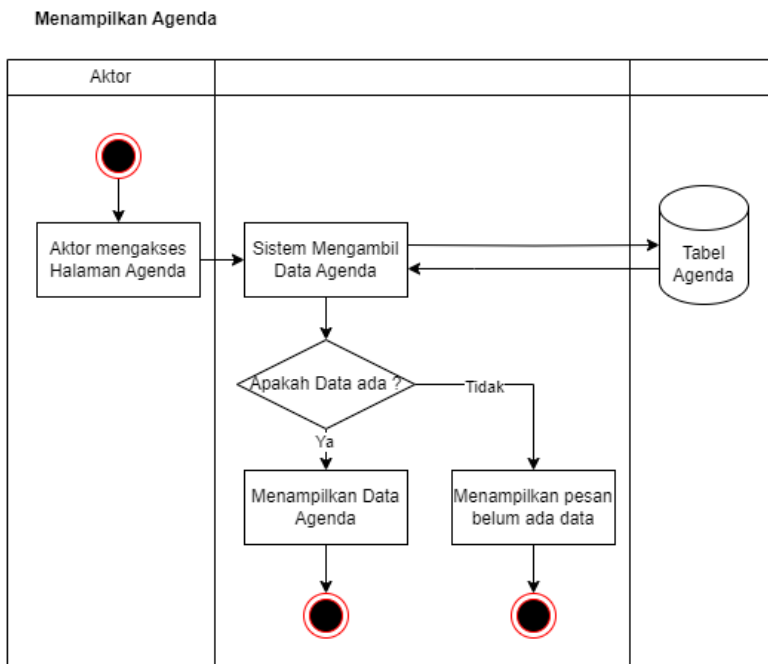 Menampilkan Agenda
Aktor
Aktor mengakses
Halaman Agenda
Sistem Mengambil
Data Agenda
Tabel
Agenda
Apakah Data ada ?
Tidak
Ya
Menampilkan Data
Agenda
Menampilkan pesan
belum ada data